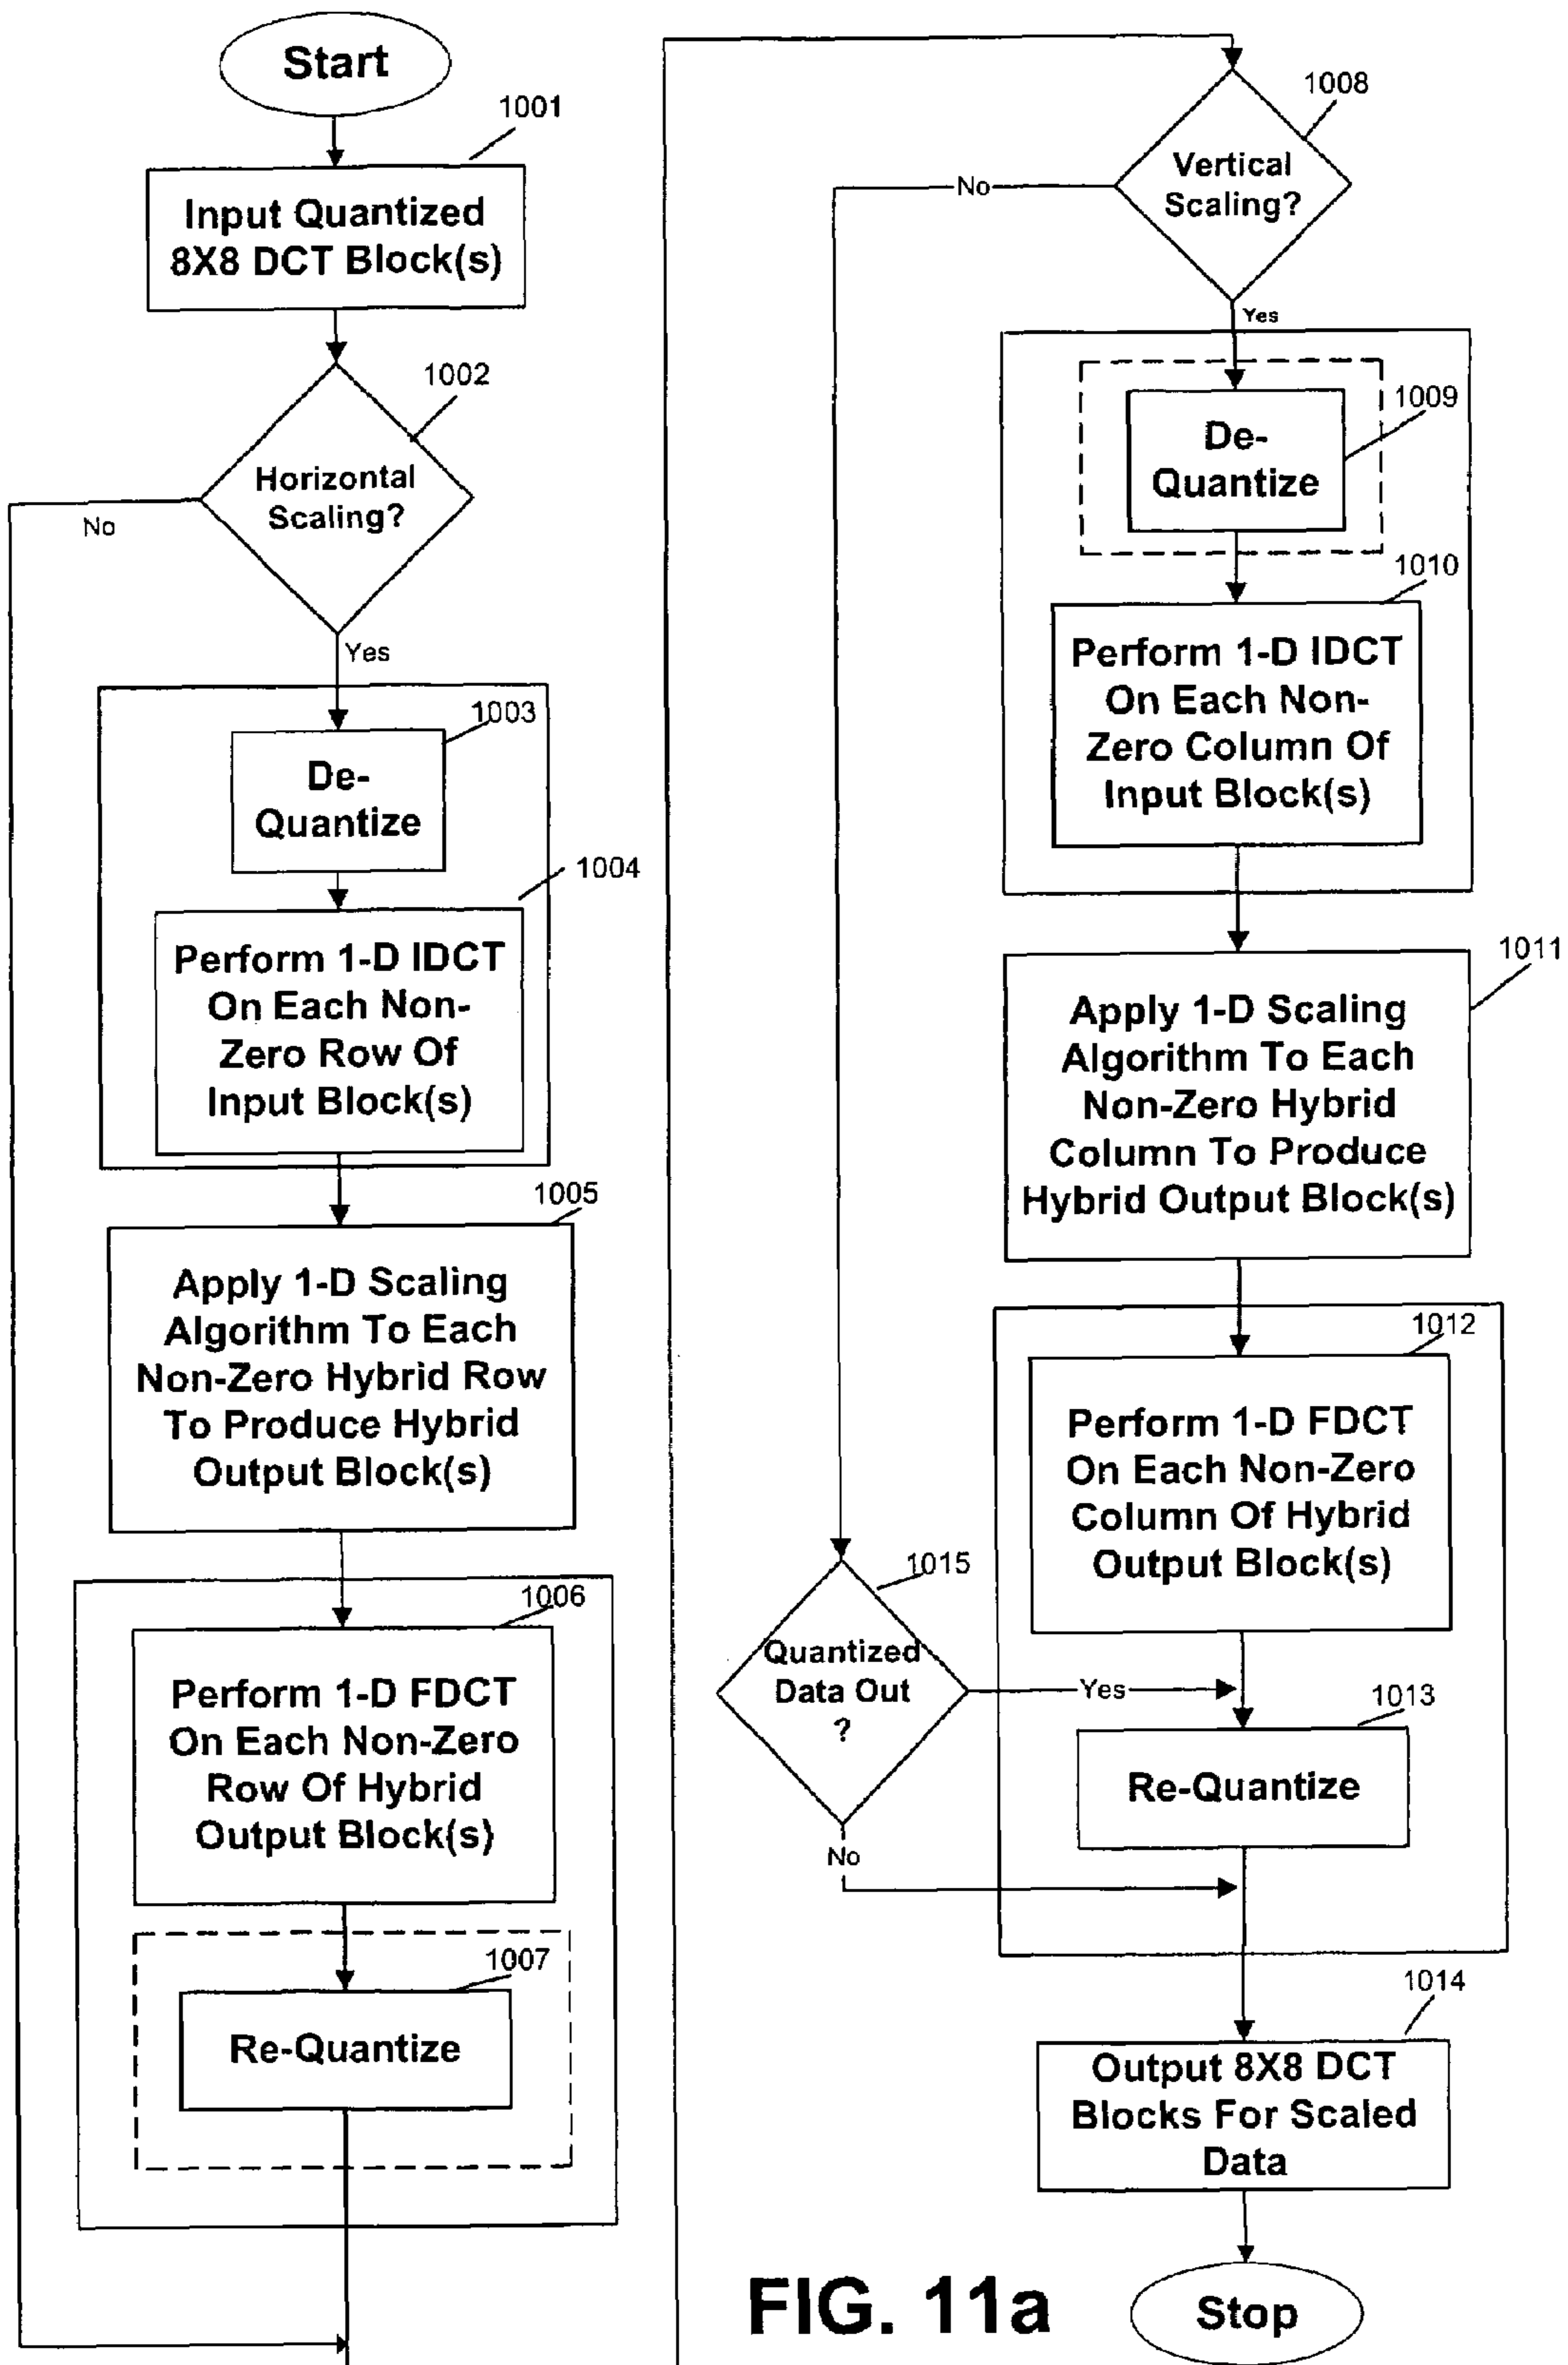 Start
1001
Input Quantized
8X8 DCT Block(s)
1002
Horizontal
Scaling?
No
Yes
1003
De-
Quantize
1004
Perform 1-D IDCT
On Each Non-
Zero Row Of
Input Block(s)
1005
Apply 1-D Scaling
Algorithm To Each
Non-Zero Hybrid Row
To Produce Hybrid
Output Block(s)
1006
Perform 1-D FDCT
On Each Non-Zero
Row Of Hybrid
Output Block(s)
1007
Re-Quantize
1008
Vertical
Scaling?
No
Yes
1009
De-
Quantize
1010
Perform 1-D IDCT
On Each Non-
Zero Column Of
Input Block(s)
1011
Apply 1-D Scaling
Algorithm To Each
Non-Zero Hybrid
Column To Produce
Hybrid Output Block(s)
1012
Perform 1-D FDCT
On Each Non-Zero
Column Of Hybrid
Output Block(s)
1015
Quantized
Data Out
?
Yes
No
1013
Re-Quantize
1014
Output 8X8 DCT
Blocks For Scaled
Data
Stop
FIG. 11a